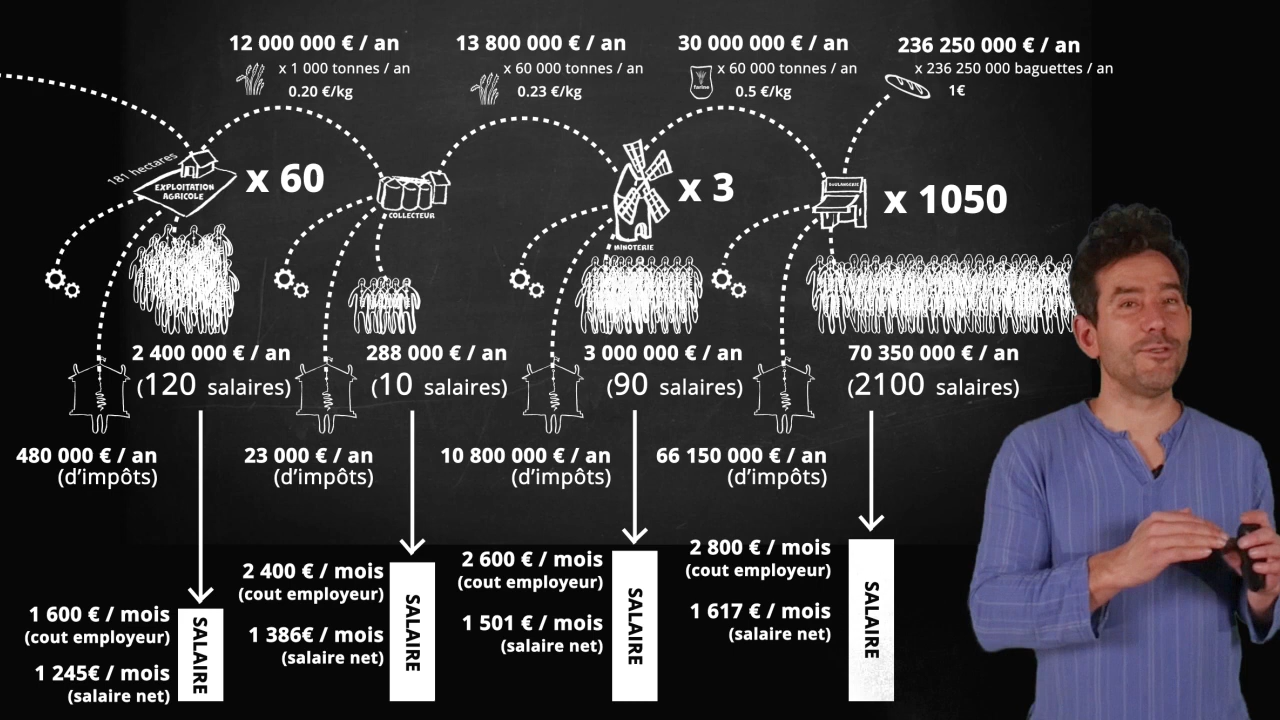 12 000 000 € / an
x 1 000 tonnes / an
0.20 €/kg
13 800 000 € / an
x 60 000 tonnes / an
0.23 €/kg
30 000 000 € / an
farine
x 60 000 tonnes / an
0.5 €/kg
236 250 000 € / an
x 236 250 000 baguettes / an
1€
181 hectares
EXPLOITATION
AGRICOLE
x 60
COLLECTEUR
MINOTERIE
x 3
BOULANGERIE
x 1050
2 400 000 € / an
(120 salaires)
288 000 € / an
(10 salaires)
3 000 000 € / an
(90 salaires)
70 350 000 € / an
(2100 salaires)
480 000 € / an
(d'impôts)
23 000 € / an
(d'impôts)
10 800 000 € / an
(d'impôts)
66 150 000 € / an
(d'impôts)
1 600 € / mois
(cout employeur)
1 245€ / mois
(salaire net)
SALAIRE
2 400 € / mois
(cout employeur)
1 386€ / mois
(salaire net)
SALAIRE
2 600 € / mois
(cout employeur)
1 501 € / mois
(salaire net)
SALAIRE
2 800 € / mois
(cout employeur)
1 617 € / mois
(salaire net)
SALAIRE